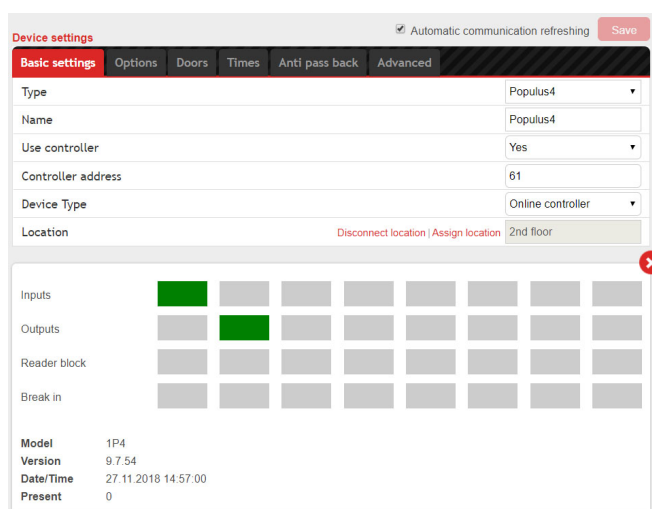 Device settings
Automatic communication refreshing Save
Basic settings Options Doors Times Anti pass back Advanced
Type Populus4
Name Populus4
Use controller Yes
Controller address 61
Device Type Online controller
Location Disconnect location | Assign location 2nd floor
Inputs
Outputs
Reader block
Break in
Model 1P4
Version 9.7.54
Date/Time 27.11.2018 14:57:00
Present 0